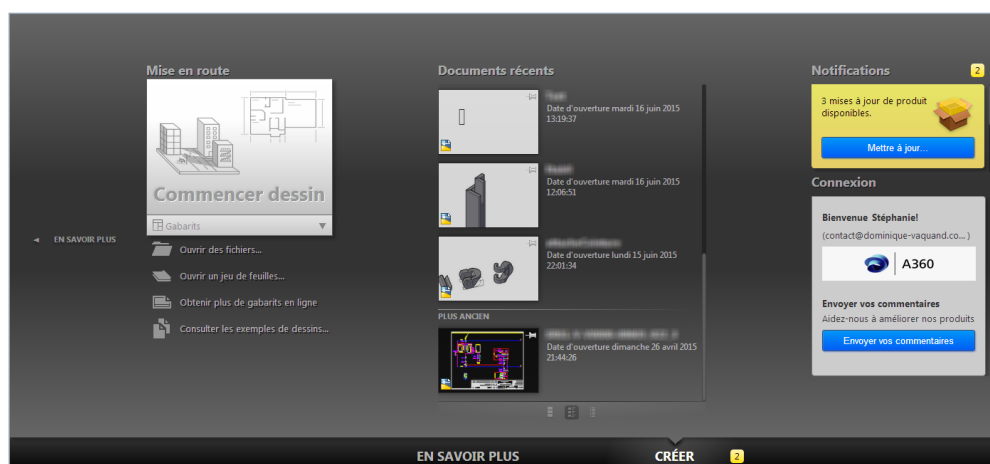 Mise en route
Commencer dessin
Gabarits
Ouvrir des fichiers...
Ouvrir un jeu de feuilles...
Obtenir plus de gabarits en ligne
Consulter les exemples de dessins...
EN SAVOIR PLUS
Documents récents
Date d'ouverture mardi 16 juin 2015
13:19:37
Date d'ouverture mardi 16 juin 2015
12:06:51
Date d'ouverture lundi 15 juin 2015
22:01:34
PLUS ANCIEN
Date d'ouverture dimanche 26 avril 2015
21:44:26
Notifications 2
3 mises à jour de produit
disponibles.
Mettre à jour...
Connexion
Bienvenue Stéphanie!
(contact@dominique-vaquand.co... )
A360
Envoyer vos commentaires
Aidez-nous à améliorer nos produits
Envoyer vos commentaires
EN SAVOIR PLUS CRÉER 2